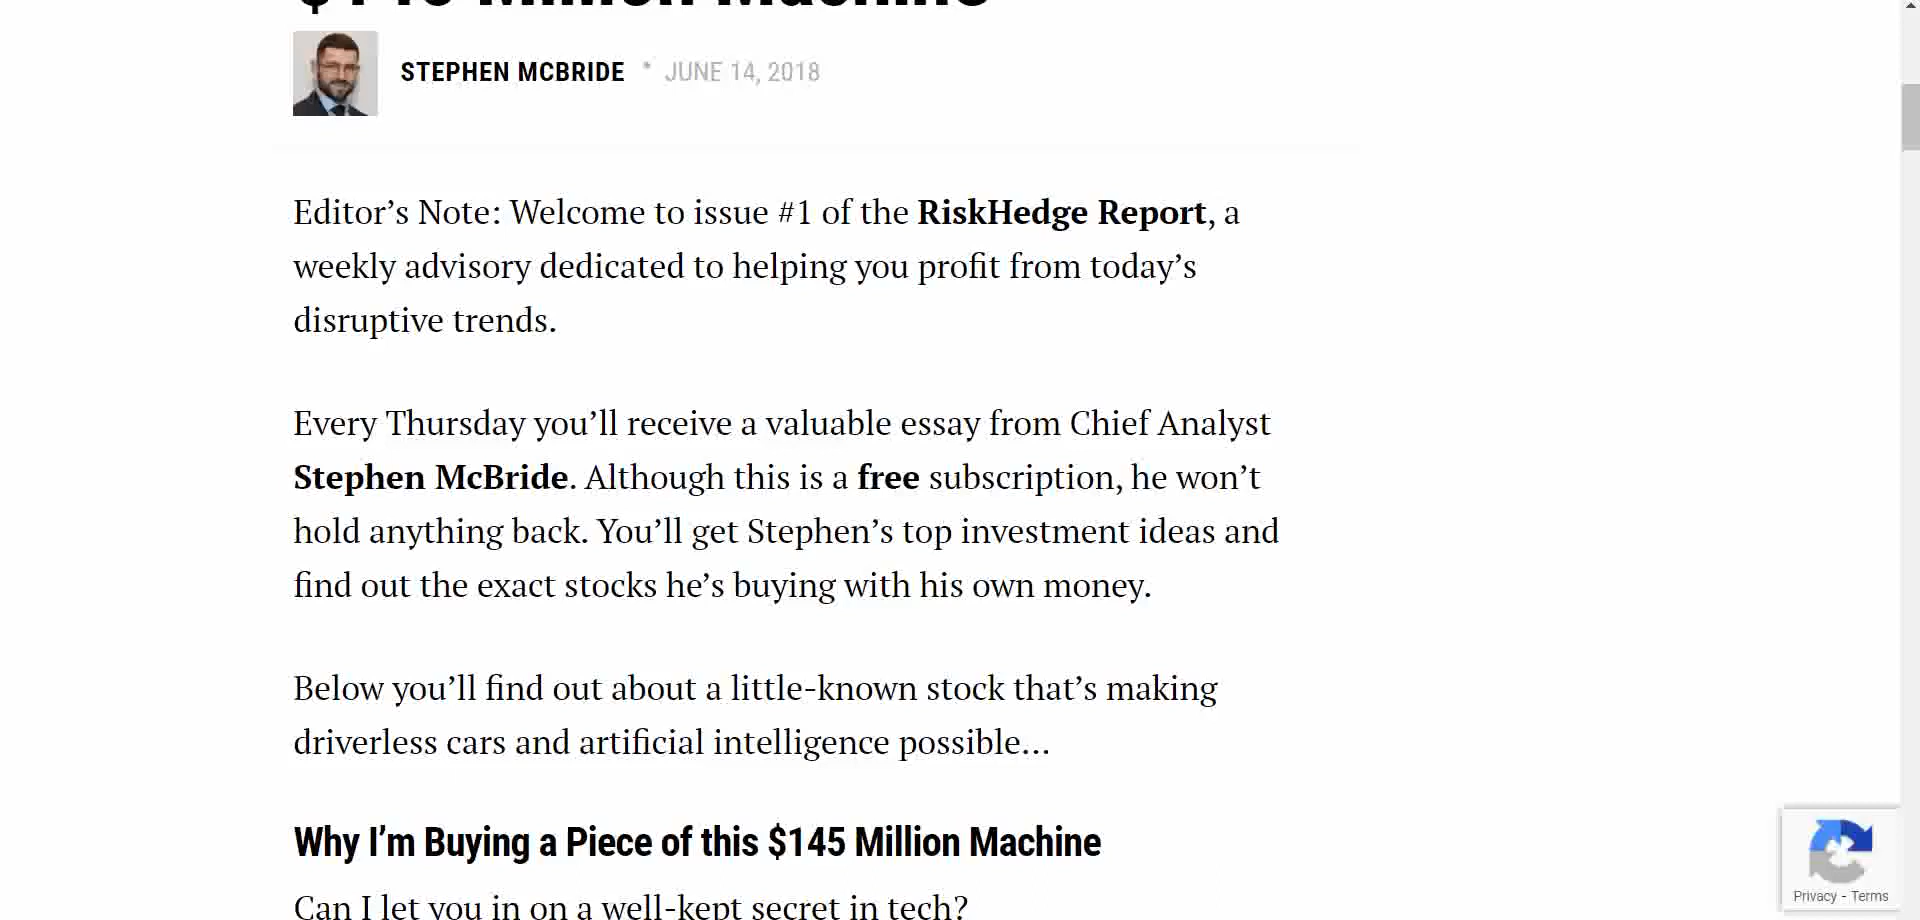 $145 Million Machine
STEPHEN MCBRIDE * JUNE 14, 2018
Editor’s Note: Welcome to issue #1 of the RiskHedge Report, a
weekly advisory dedicated to helping you profit from today’s
disruptive trends.
Every Thursday you’ll receive a valuable essay from Chief Analyst
Stephen McBride. Although this is a free subscription, he won’t
hold anything back. You’ll get Stephen’s top investment ideas and
find out the exact stocks he’s buying with his own money.
Below you’ll find out about a little-known stock that’s making
driverless cars and artificial intelligence possible…
Why I’m Buying a Piece of this $145 Million Machine
Can I let you in on a well-kept secret in tech?
Privacy - Terms